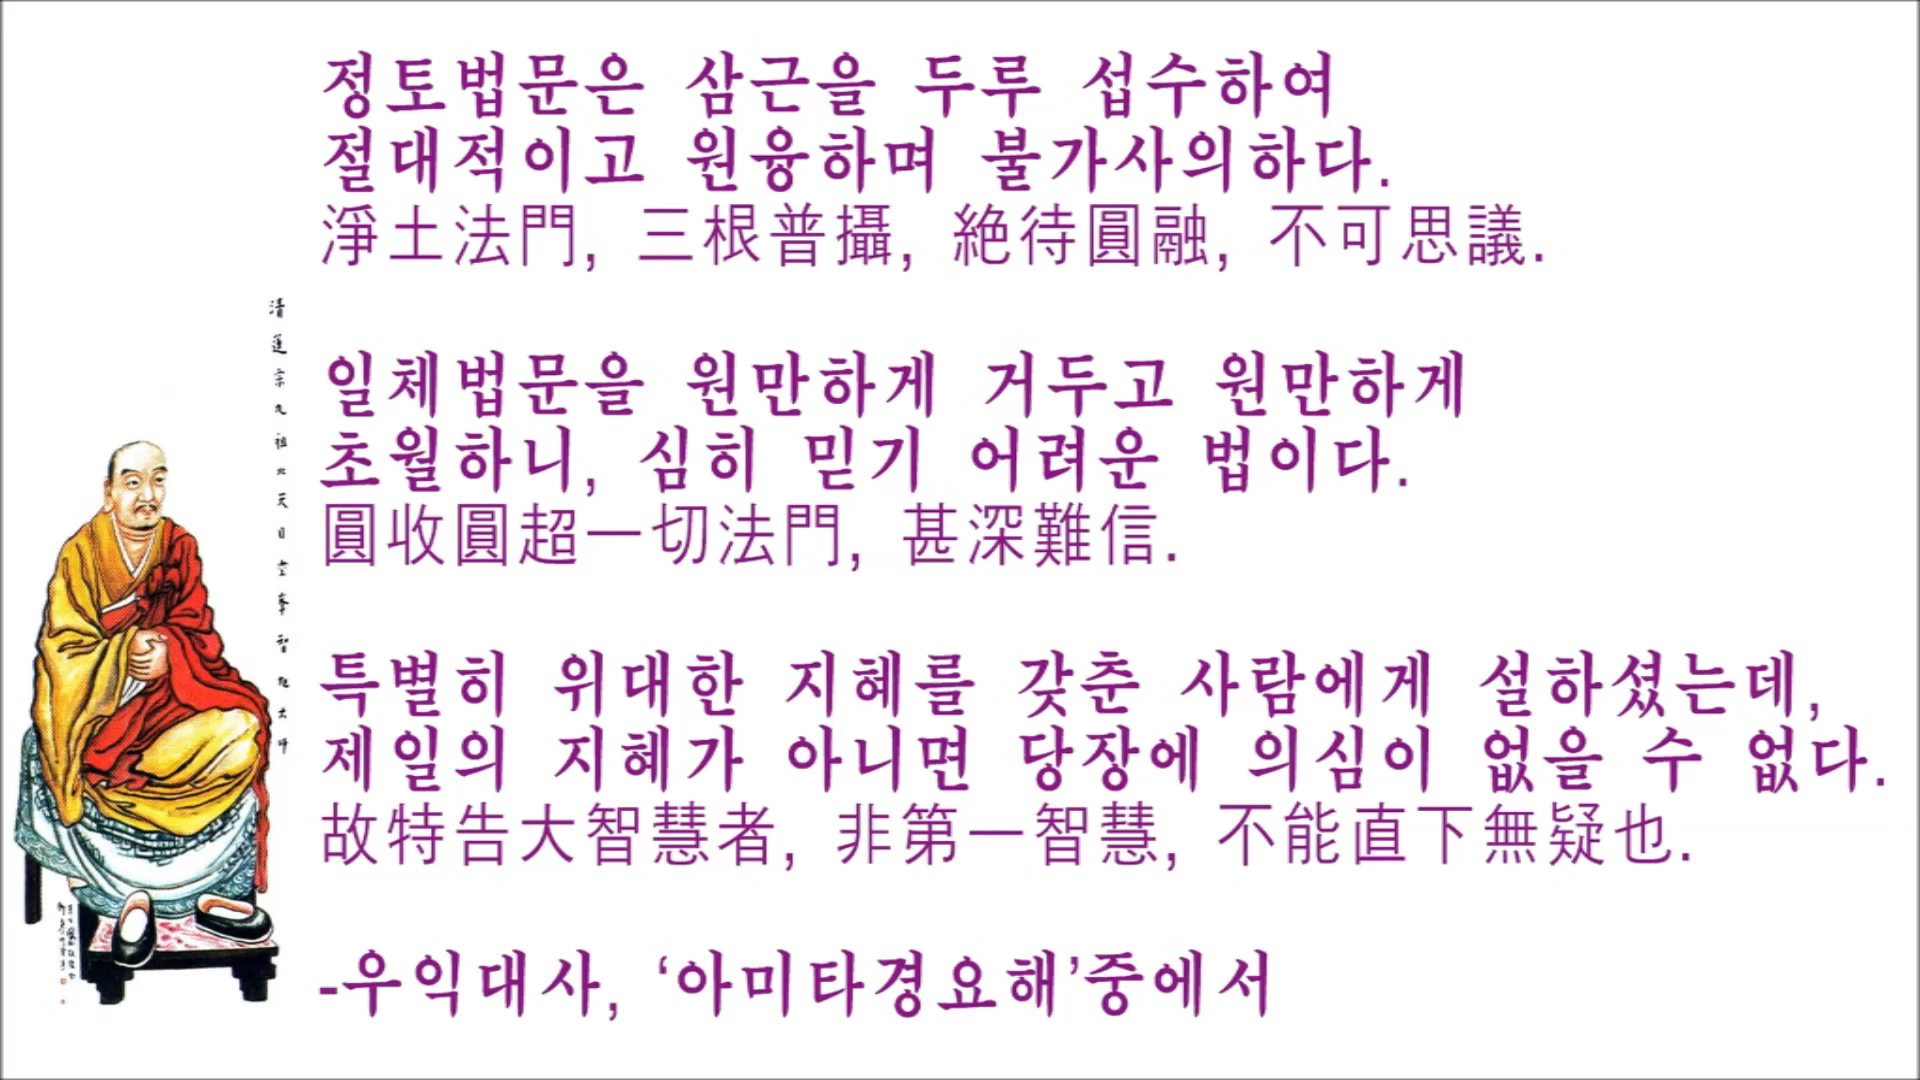 정토법문은 삼근을 두루 섭수하여
절대적이고 원융하며 불가사의하다.
淨土法門, 三根普攝, 絶待圓融, 不可思議.
일체법문을 원만하게 거두고 원만하게
초월하니, 심히 믿기 어려운 법이다.
圓收圓超一切法門, 甚深難信.
특별히 위대한 지혜를 갖춘 사람에게 설하셨는데,
제일의 지혜가 아니면 당장에 의심이 없을 수 없다.
故特告大智慧者, 非第一智慧, 不能直下無疑也.
-우익대사, ‘아미타경요해’중에서
清蓮宗九祖北天目